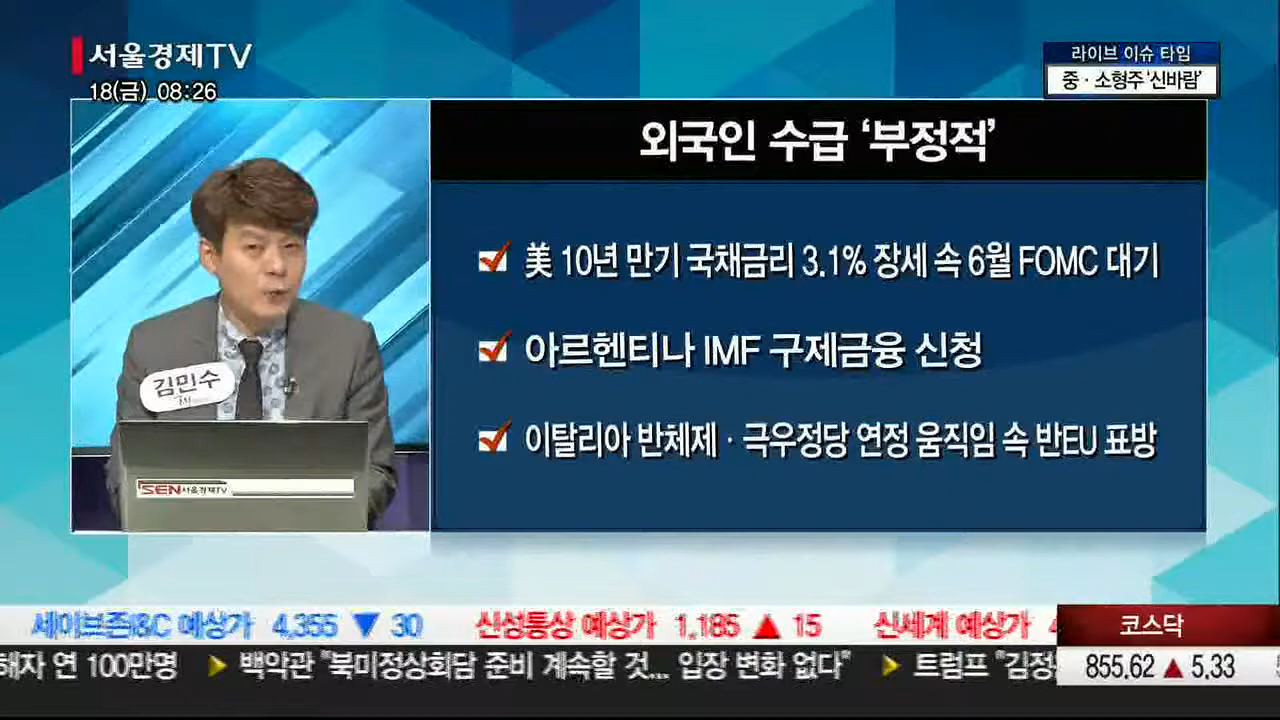 서울경제TV
18(금) 08:26
라이브 이슈 타임
중·소형주 '신바람'
외국인 수급 '부정적'
美 10년 만기 국채금리 3.1% 장세 속 6월 FOMC 대기
아르헨티나 IMF 구제금융 신청
이탈리아 반체제·극우정당 연정 움직임 속 반EU 표방
김민수
SEN 서울경제TV
세이브존I&C 예상가 4,355 ▼ 30 신성통상 예상가 1,185 ▲ 15 신세계 예상가
코스닥
해자 연 100만명 ▶ 백악관 "북미정상회담 준비 계속할 것... 입장 변화 없다" ▶ 트럼프 "김정
855.62 ▲ 5.33